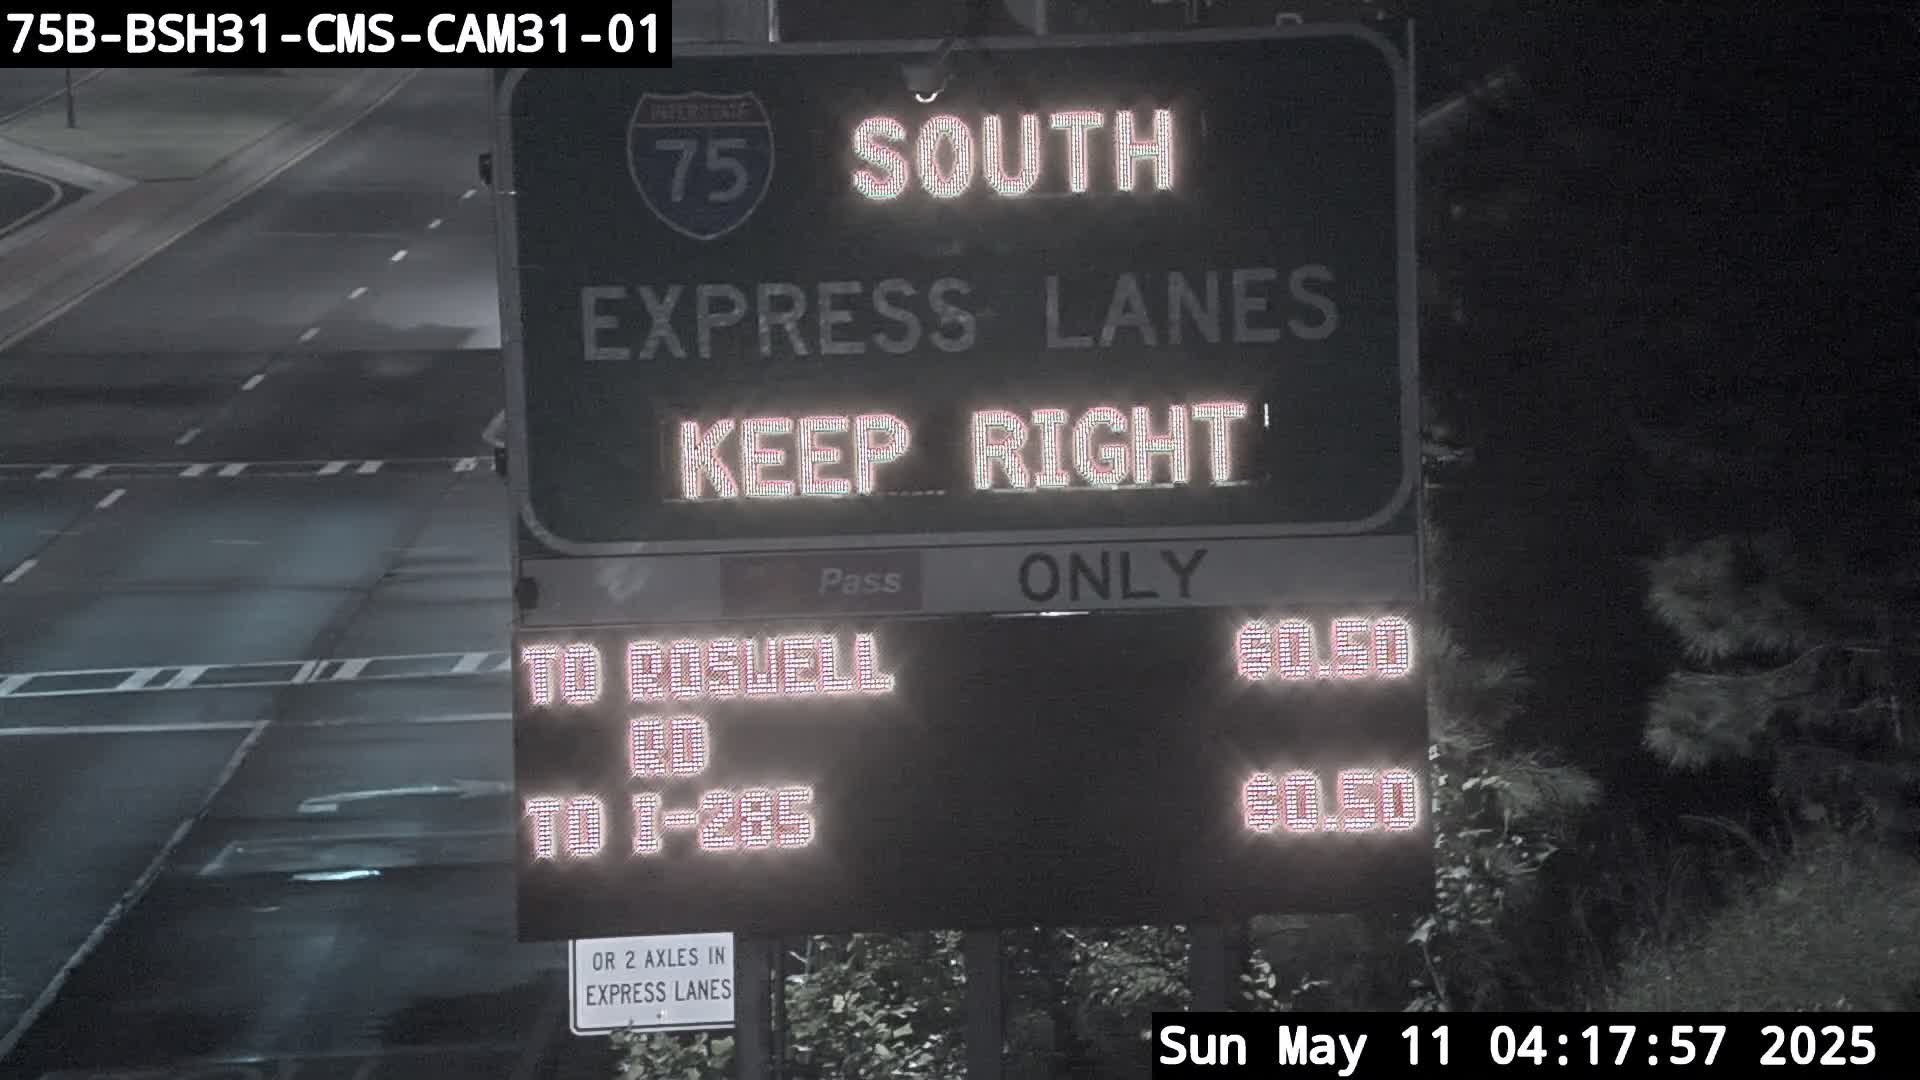 75B-BSH31-CMS-CAM31-01
INTERSTATE
75
SOUTH
EXPRESS LANES
KEEP RIGHT
Pass ONLY
TO ROSWELL $0.50
RD
TO I-285 $0.50
OR 2 AXLES IN
EXPRESS LANES
Sun May 11 04:17:57 2025